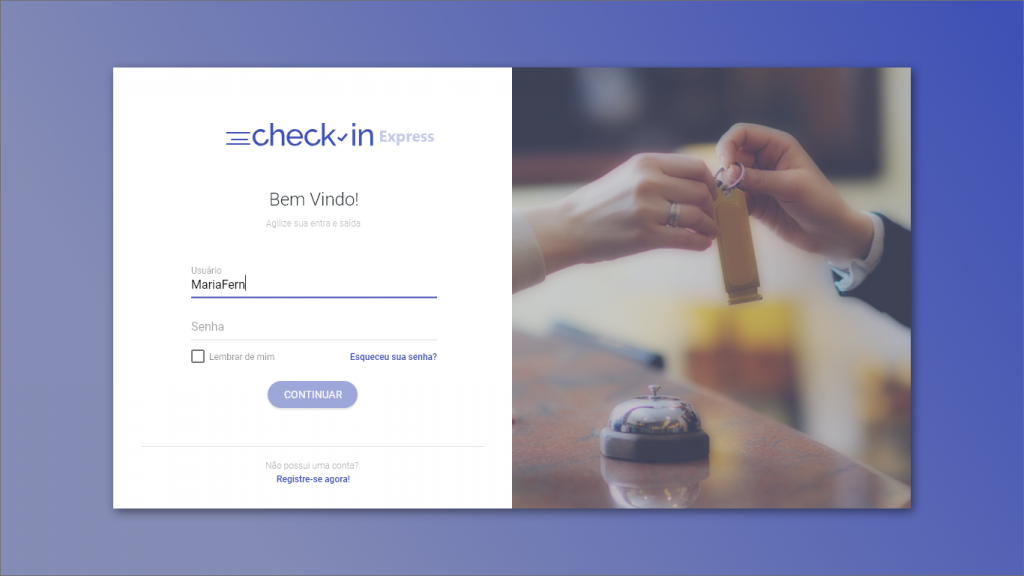 check✓in Express
Bem Vindo!
Agilize sua entra e saída
Usuário
MariaFern
Senha
Lembrar de mim
Esqueceu sua senha?
CONTINUAR
Não possui uma conta?
Registre-se agora!